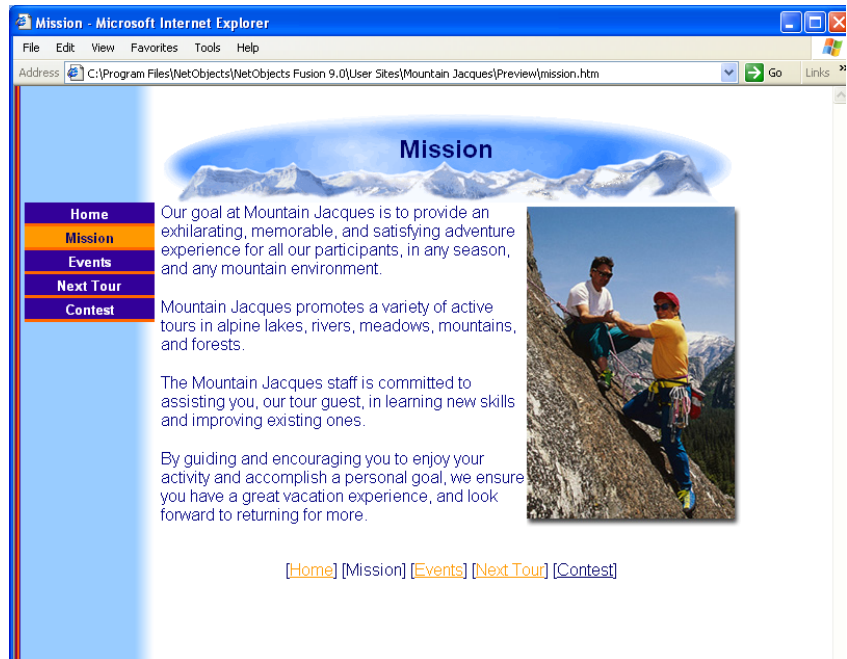 Mission - Microsoft Internet Explorer
File Edit View Favorites Tools Help
Address C:\Program Files\NetObjects\NetObjects Fusion 9.0\User Sites\Mountain Jacques\Preview\mission.htm Go Links »
Mission
Home
Mission
Events
Next Tour
Contest
Our goal at Mountain Jacques is to provide an
exhilarating, memorable, and satisfying adventure
experience for all our participants, in any season,
and any mountain environment.
Mountain Jacques promotes a variety of active
tours in alpine lakes, rivers, meadows, mountains,
and forests.
The Mountain Jacques staff is committed to
assisting you, our tour guest, in learning new skills
and improving existing ones.
By guiding and encouraging you to enjoy your
activity and accomplish a personal goal, we ensure
you have a great vacation experience, and look
forward to returning for more.
[Home] [Mission] [Events] [Next Tour] [Contest]